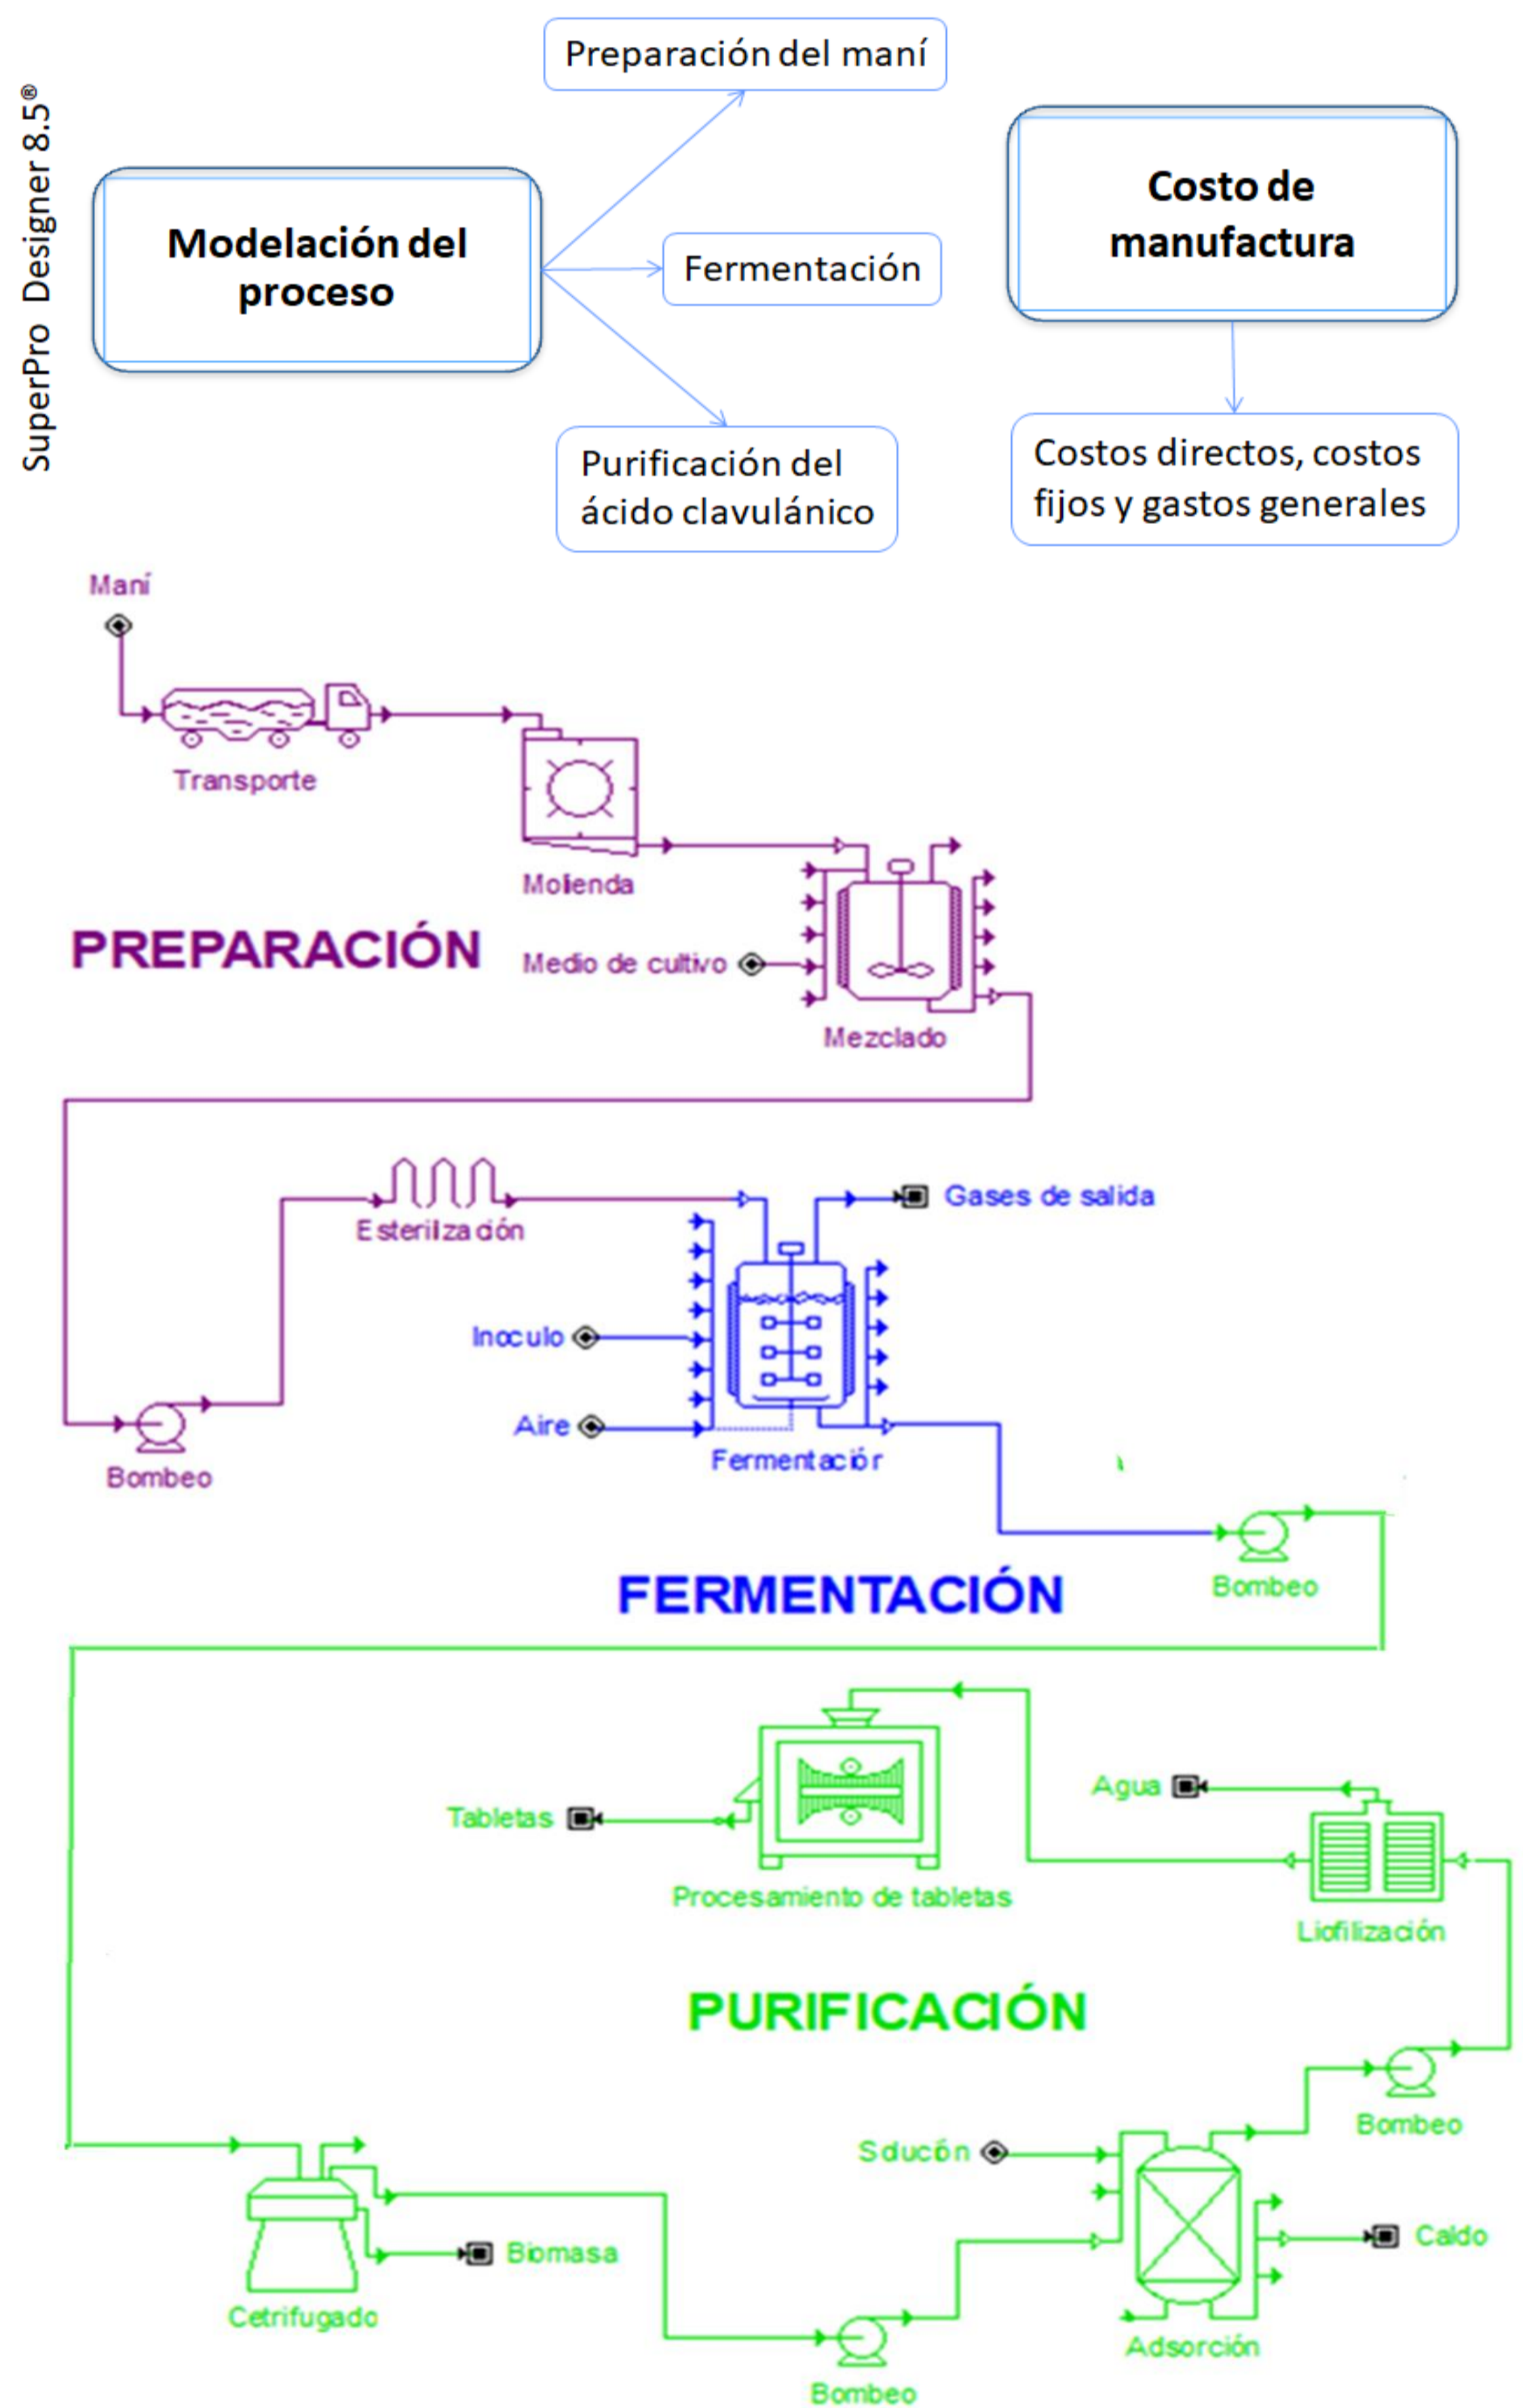 SuperPro Designer 8.5®
Preparación del maní
Modelación del
proceso
Fermentación
Purificación del
ácido clavulánico
Costo de
manufactura
Costos directos, costos
fijos y gastos generales
Maní
Transporte
Molienda
PREPARACIÓN
Medio de cultivo
Mezclado
Esterilización
Gases de salida
Inoculo
Aire
Fermentación
Bombeo
Bombeo
FERMENTACIÓN
Agua
Tabletas
Procesamiento de tabletas
Liofilización
PURIFICACIÓN
Bombeo
Solución
Caldo
Biomasa
Cetrifugado
Adsorción
Bombeo